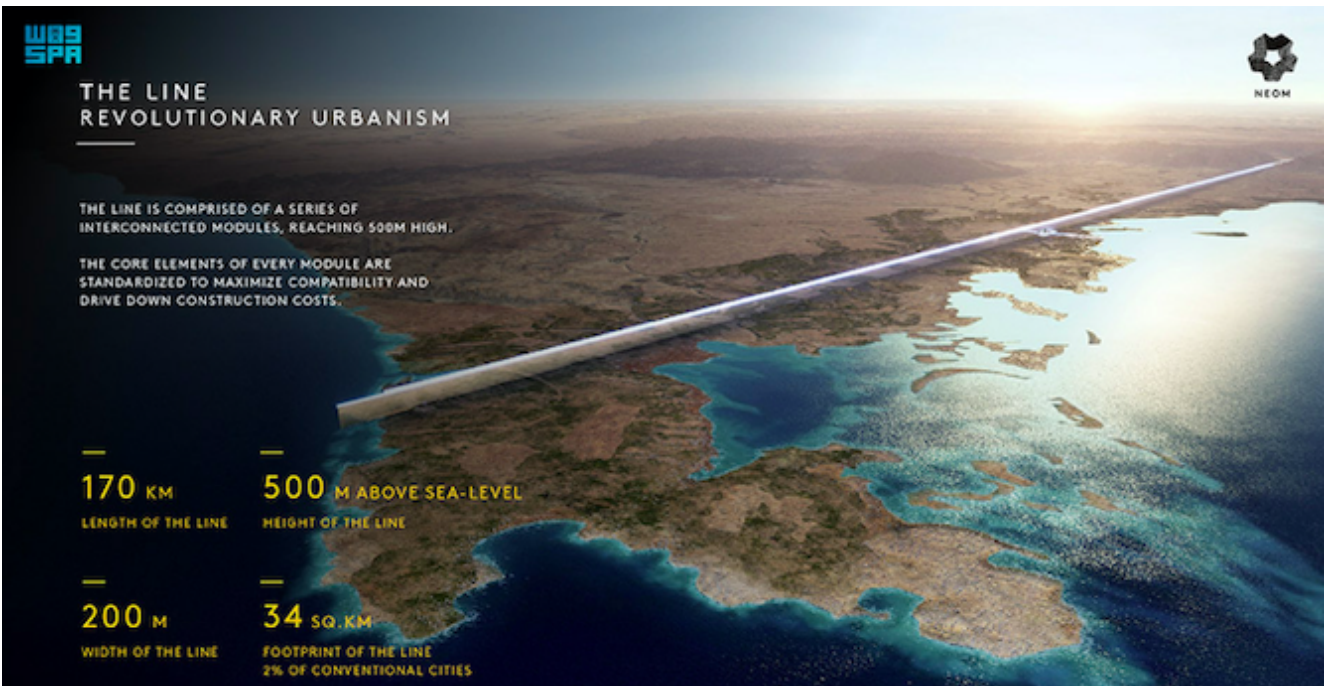 W09
SPA
NEOM
THE LINE
REVOLUTIONARY URBANISM
THE LINE IS COMPRISED OF A SERIES OF
INTERCONNECTED MODULES, REACHING 500M HIGH.
THE CORE ELEMENTS OF EVERY MODULE ARE
STANDARDIZED TO MAXIMIZE COMPATIBILITY AND
DRIVE DOWN CONSTRUCTION COSTS.
170 KM
LENGTH OF THE LINE
500 M ABOVE SEA-LEVEL
HEIGHT OF THE LINE
200 M
WIDTH OF THE LINE
34 SQ.KM
FOOTPRINT OF THE LINE
2% OF CONVENTIONAL CITIES